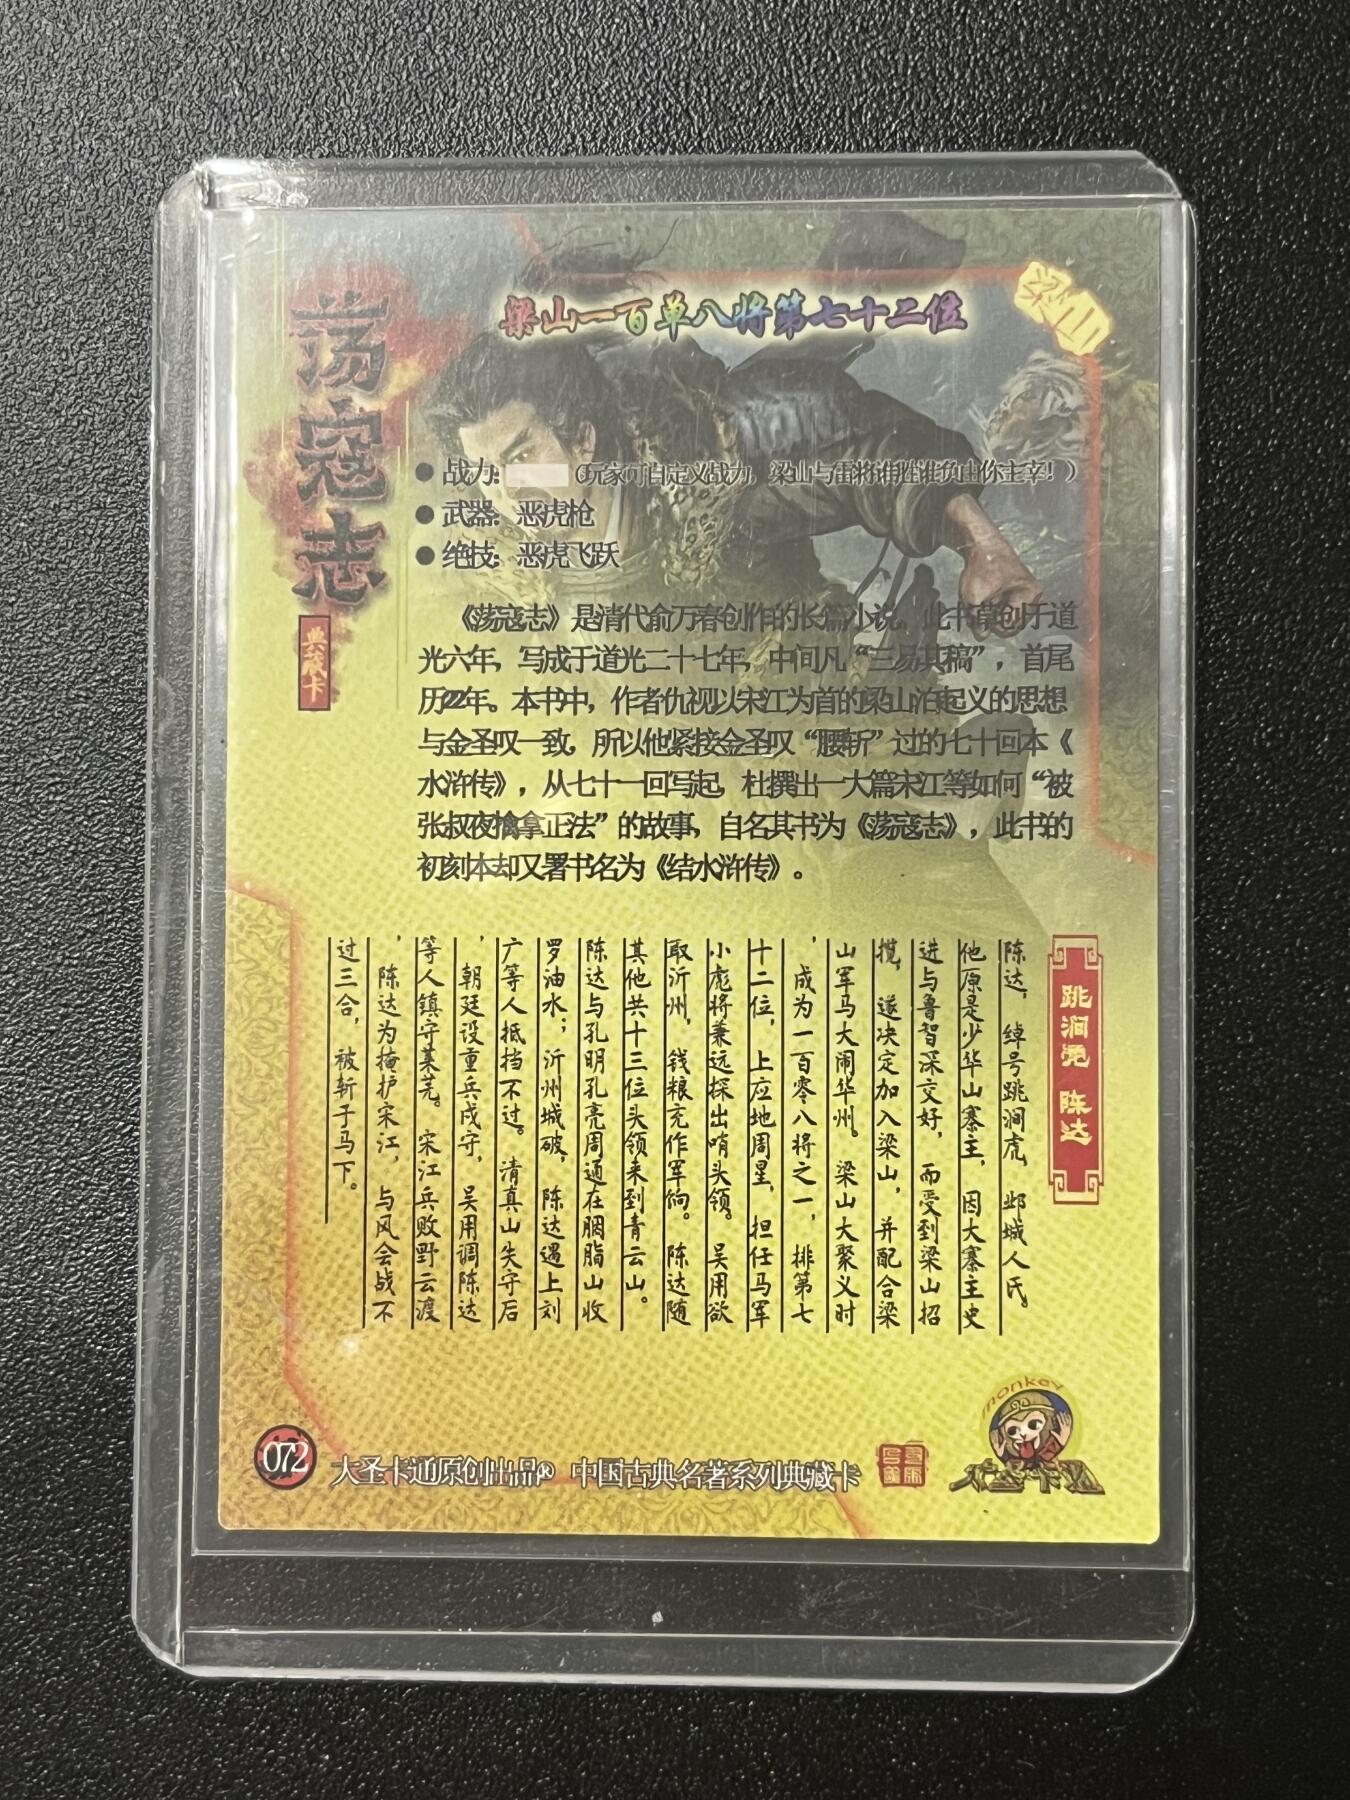 荡寇志
典藏卡
梁山一百单八将第七十二位
● 战力: （玩家可自定义战力，梁山与雷将谁胜谁负由你主宰！）
● 武器: 恶虎枪
● 绝技: 恶虎飞跃
《荡寇志》是清代俞万春创作的长篇小说，此书草创于道
光六年，写成于道光二十七年，中间凡“三易其稿”，首尾
历22年。本书中，作者仇视以宋江为首的梁山泊起义的思想
与金圣叹一致，所以他紧接金圣叹“腰斩”过的七十回本《
水浒传》，从七十一回写起，杜撰出一大篇宋江等如何“被
张叔夜擒拿正法”的故事，自名其书为《荡寇志》，此书的
初刻本却又署书名为《结水浒传》。
跳涧虎 陈达
陈达，绰号跳涧虎，邺城人氏。
他原是少华山寨主，因大寨主史
进与鲁智深交好，而受到梁山招
揽，遂决定加入梁山，并配合梁
山军马大闹华州。梁山大聚义时
，成为一百零八将之一，排第七
十二位，上应地周星，担任马军
小彪将兼远探出哨头领。吴用欲
取沂州，钱粮充作军饷。陈达随
其他共十三位头领来到青云山。
陈达与孔明孔亮周通在胭脂山收
罗油水；沂州城破，陈达遇上刘
广等人抵挡不过。清真山失守后
，朝廷设重兵戍守，吴用调陈达
等人镇守莱芜。宋江兵败野云渡
，陈达为掩护宋江，与风会战不
过三合，被斩于马下。
072
大圣卡通原创出品® 中国古典名著系列典藏卡
monkey
大圣卡通